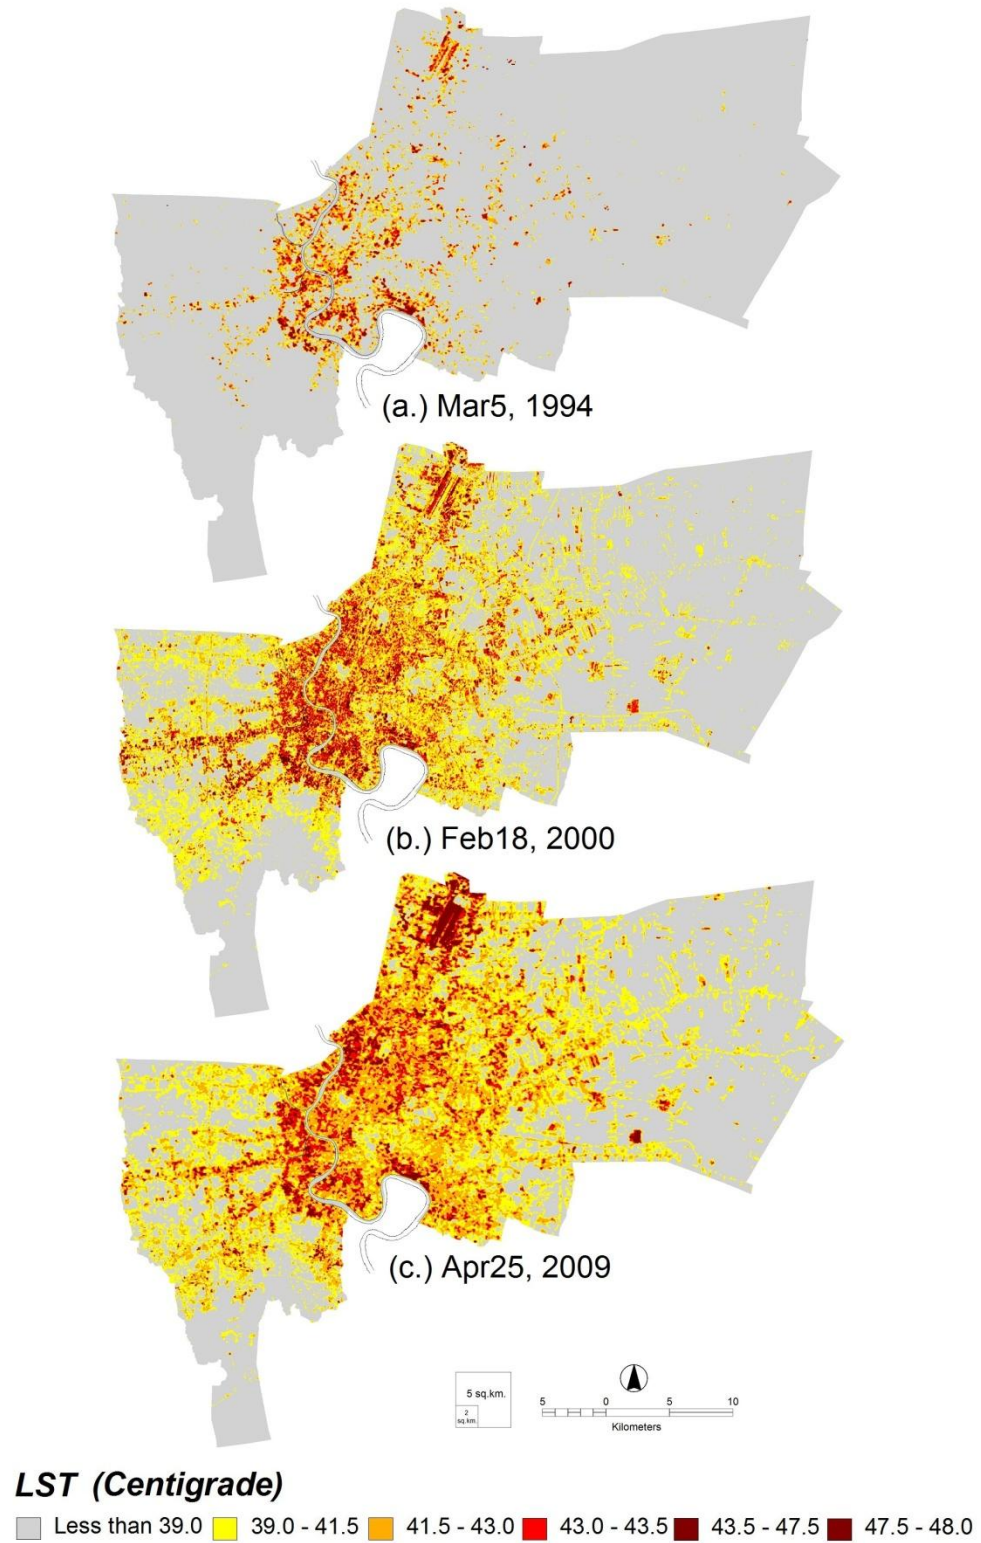 (a.) Mar5, 1994
(b.) Feb18, 2000
(c.) Apr25, 2009
5 sq.km.
2
sq.km.
5 0 5 10
Kilometers
LST (Centigrade)
Less than 39.0 39.0 - 41.5 41.5 - 43.0 43.0 - 43.5 43.5 - 47.5 47.5 - 48.0